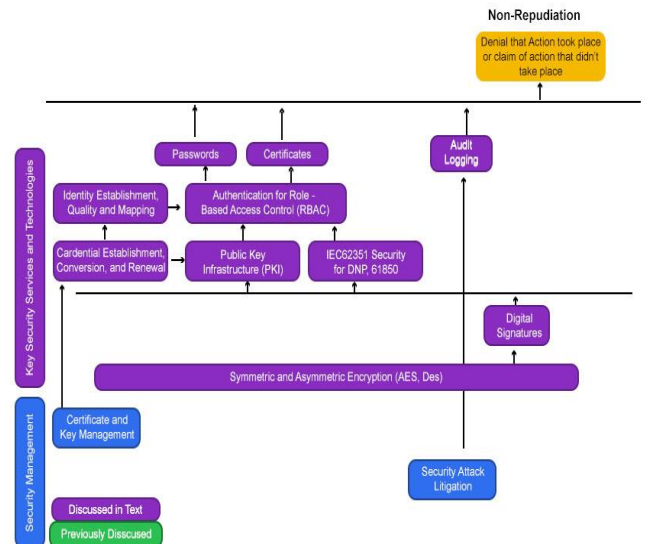 Non-Repudiation
Denial that Action took place
or claim of action that didn't
take place
Passwords
Certificates
Audit
Logging
Identity Establishment,
Quality and Mapping
Authentication for Role -
Based Access Control (RBAC)
Cardential Establishment,
Conversion, and Renewal
Public Key
Infrastructure (PKI)
IEC62351 Security
for DNP, 61850
Digital
Signatures
Symmetric and Asymmetric Encryption (AES, Des)
Key Security Services and Technologies
Certificate and
Key Management
Security Attack
Litigation
Security Management
Discussed in Text
Previously Disscused